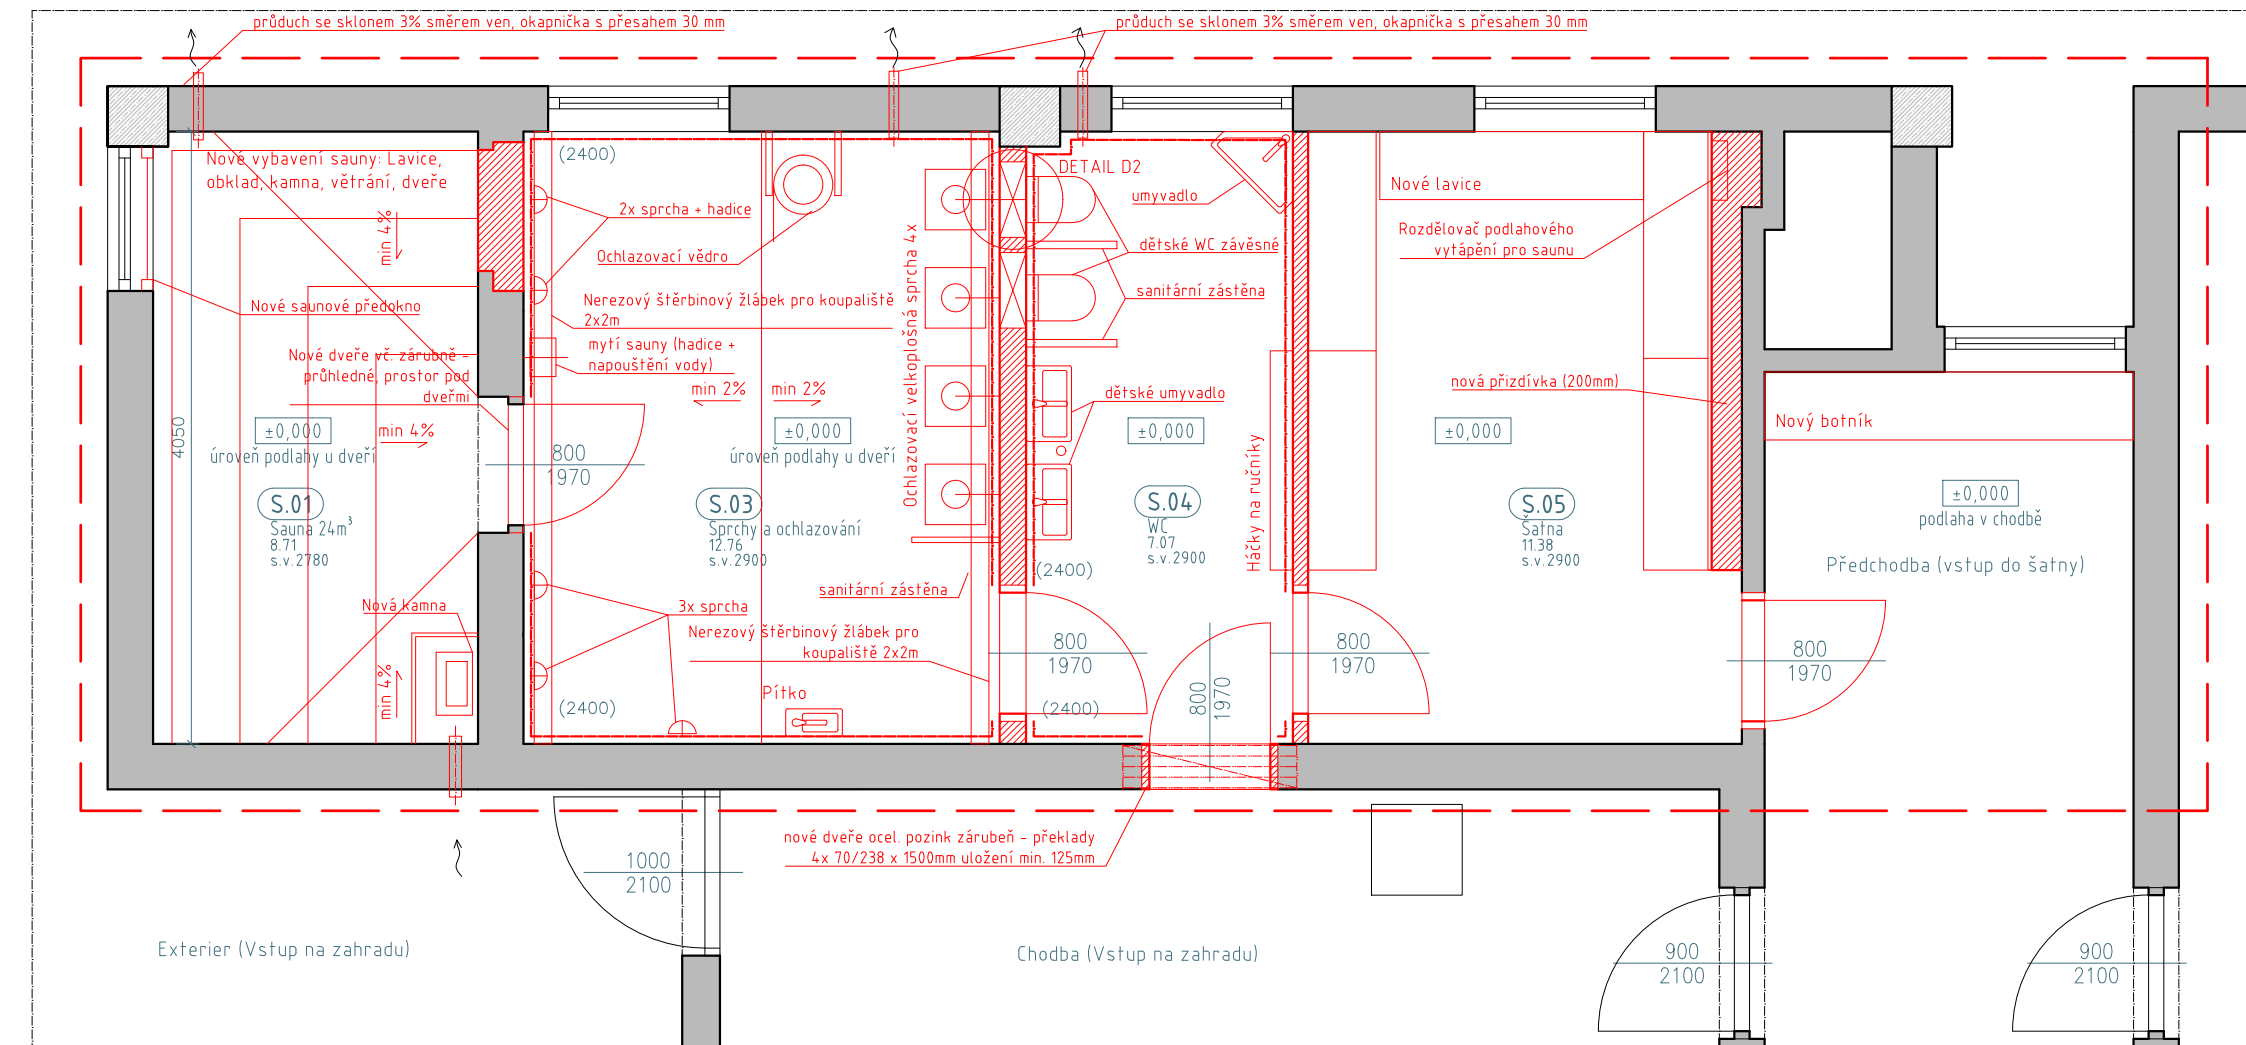 průduch se sklonem 3% směrem ven, okapnička s přesahem 30 mm
průduch se sklonem 3% směrem ven, okapnička s přesahem 30 mm
Nové vybavení sauny: Lavice,
obklad, kamna, větrání, dveře
min 4%
Nové saunové předokno
Nové dveře vč. zárubně -
průhledné, prostor pod
dveřmi
4050
±0,000
min 4%
úroveň podlahy u dveří
S.01
Sauna 24m³
8.71
s.v.2780
Nová kamna
min 4%
(2400)
2x sprcha + hadice
Ochlazovací vědro
Nerezový štěrbinový žlábek pro koupaliště
2x2m
mytí sauny (hadice +
napouštění vody)
min 2%
min 2%
Ochlazovací velkoplošná sprcha 4x
±0,000
úroveň podlahy u dveří
800
1970
S.03
Sprchy a ochlazování
12.76
s.v.2900
sanitární zástěna
3x sprcha
Nerezový štěrbinový žlábek pro
koupaliště 2x2m
Pítko
(2400)
DETAIL D2
umyvadlo
dětské WC závěsné
sanitární zástěna
dětské umyvadlo
±0,000
Háčky na ručníky
S.04
WC
7.07
s.v.2900
(2400)
800
1970
(2400)
800
1970
800
1970
Nové lavice
Rozdělovač podlahového
vytápění pro saunu
nová přizdívka (200mm)
±0,000
S.05
Šatna
11.38
s.v.2900
Nový botník
±0,000
podlaha v chodbě
Předchodba (vstup do šatny)
800
1970
nové dveře ocel. pozink zárubeň - překlady
4x 70/238 x 1500mm uložení min. 125mm
1000
2100
Exterier (Vstup na zahradu)
Chodba (Vstup na zahradu)
900
2100
900
2100